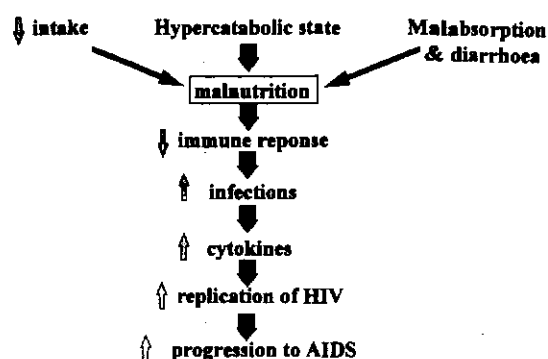 ⇩ intake
Hypercatabolic state
Malabsorption
& diarrhoea
malnutrition
⇩ immune reponse
⇧ infections
⇧ cytokines
⇧ replication of HIV
⇧ progression to AIDS